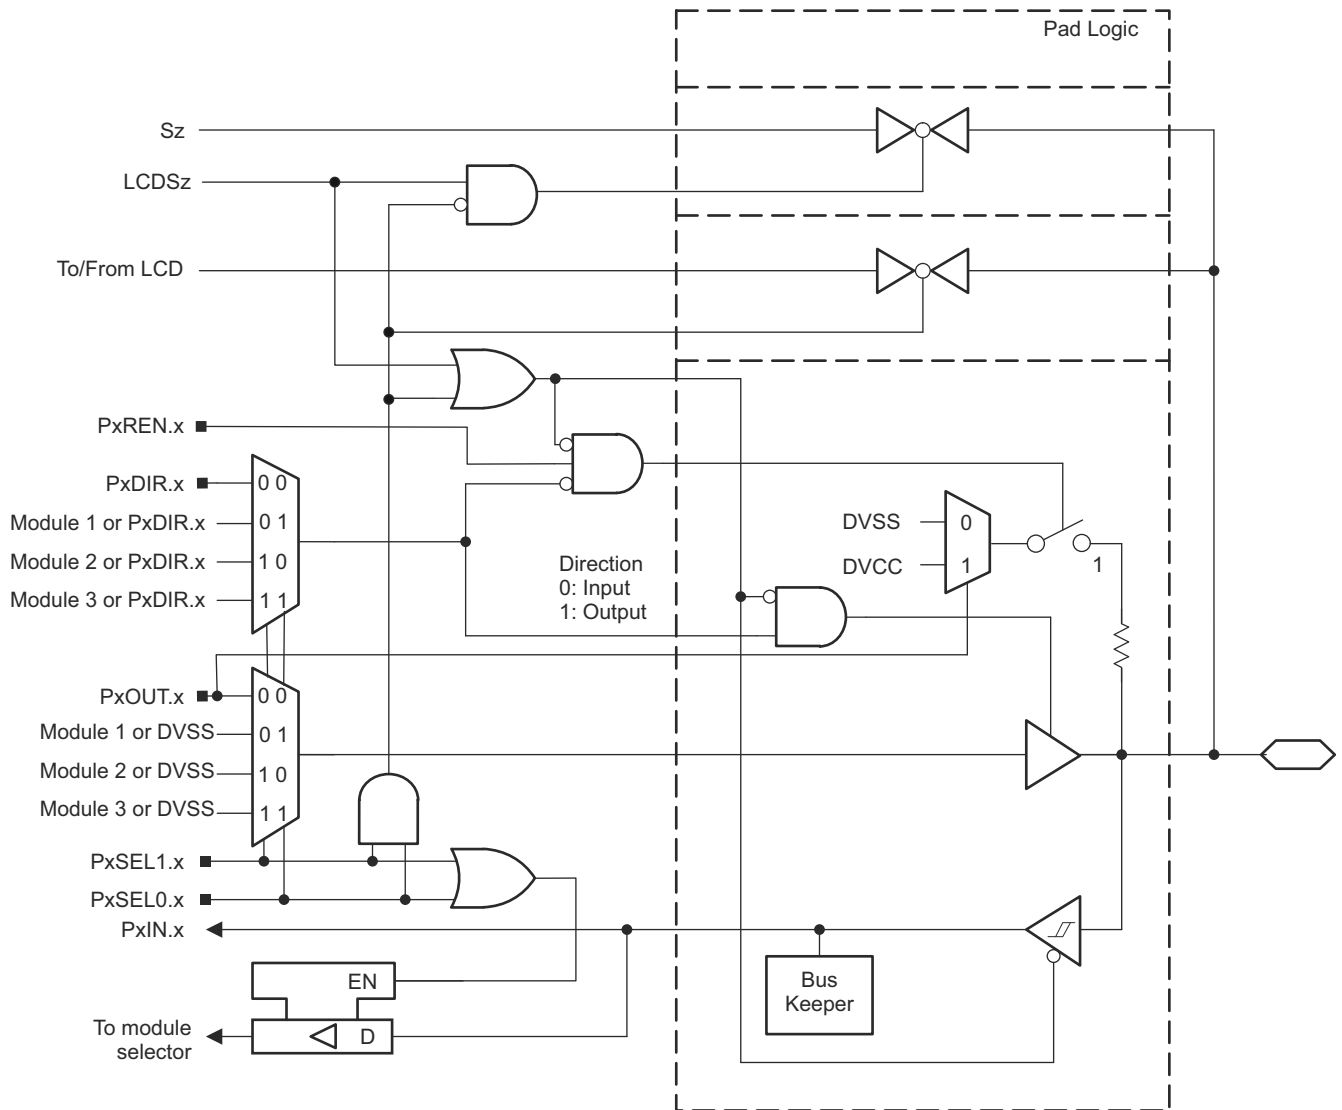 Pad Logic
Sz
LCDSz
To/From LCD
PxREN.x
PxDIR.x
0 0
Module 1 or PxDIR.x
0 1
Module 2 or PxDIR.x
1 0
Module 3 or PxDIR.x
1 1
Direction
0: Input
1: Output
DVSS
0
DVCC
1
1
PxOUT.x
0 0
Module 1 or DVSS
0 1
Module 2 or DVSS
1 0
Module 3 or DVSS
1 1
PxSEL1.x
PxSEL0.x
PxIN.x
Bus
Keeper
EN
D
To module
selector